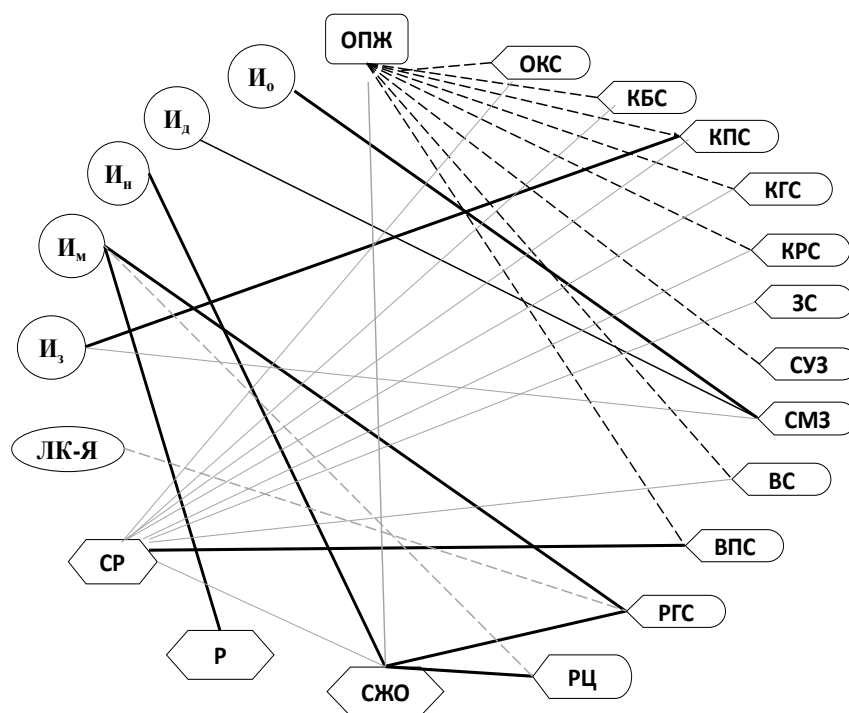 ОПЖ
ОКС
Ио
КБС
Ид
КПС
Ин
КГС
Им
КРС
ЗС
Из
СУЗ
СМЗ
ЛК-Я
ВС
ВПС
СР
РГС
Р
РЦ
СЖО